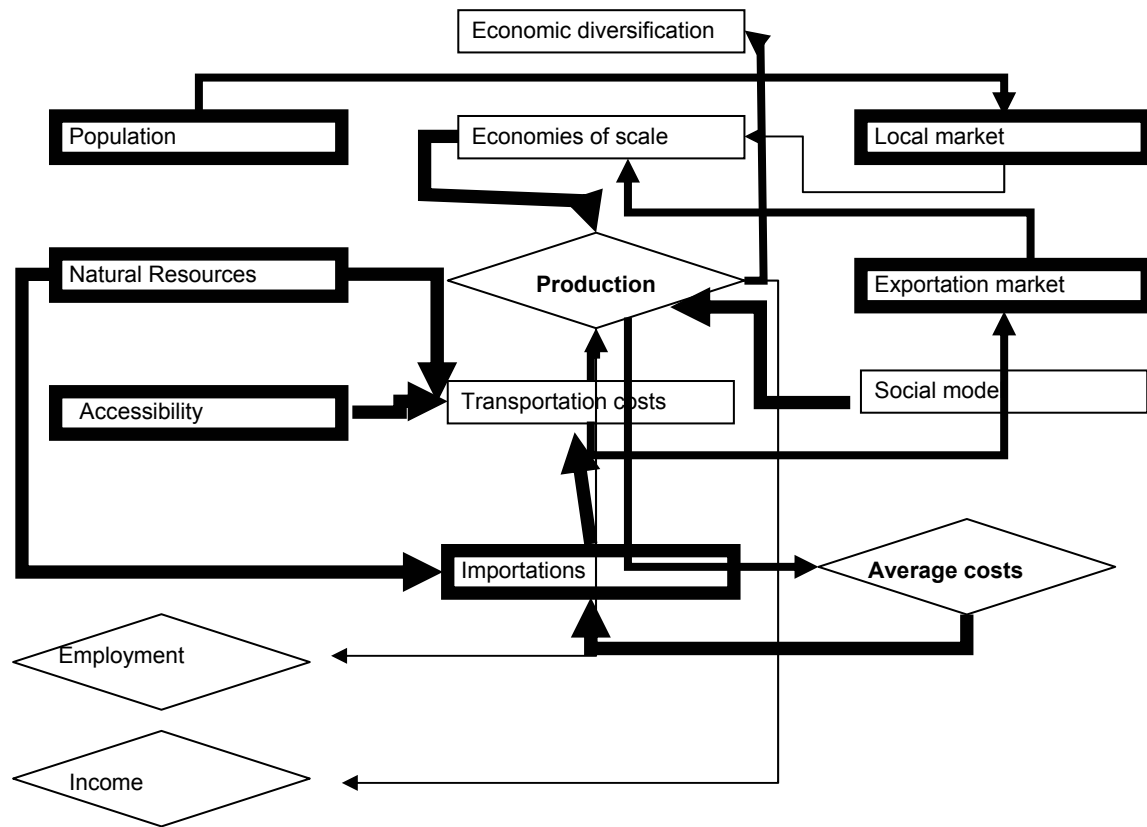 Economic diversification
Population
Economies of scale
Local market
Natural Resources
Production
Exportation market
Accessibility
Transportation costs
Social mode
Importations
Average costs
Employment
Income